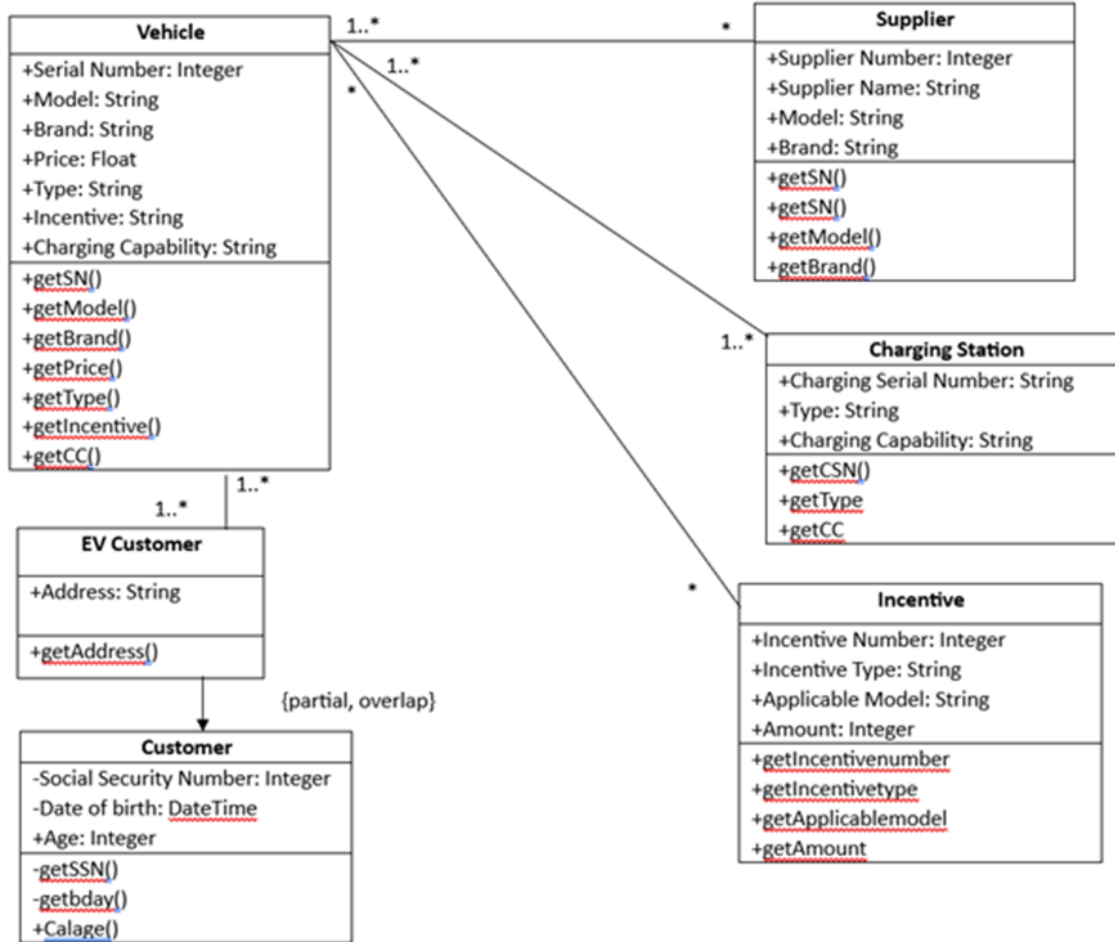 Vehicle
+Serial Number: Integer
+Model: String
+Brand: String
+Price: Float
+Type: String
+Incentive: String
+Charging Capability: String
+getSN()
+getModel()
+getBrand()
+getPrice()
+getType()
+getIncentive()
+getCC()
1..*
*
1..*
*
Supplier
+Supplier Number: Integer
+Supplier Name: String
+Model: String
+Brand: String
+getSN()
+getSN()
+getModel()
+getBrand()
1..*
Charging Station
+Charging Serial Number: String
+Type: String
+Charging Capability: String
+getCSN()
+getType
+getCC
1..*
1..*
EV Customer
+Address: String
+getAddress()
*
Incentive
+Incentive Number: Integer
+Incentive Type: String
+Applicable Model: String
+Amount: Integer
+getIncentivenumber
+getIncentivetype
+getApplicablemodel
+getAmount
{partial, overlap}
Customer
-Social Security Number: Integer
-Date of birth: DateTime
+Age: Integer
-getSSN()
-getbday()
+Calage()